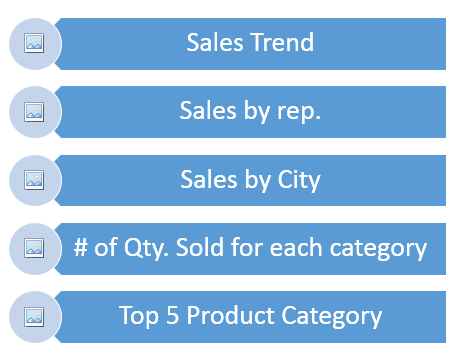 Sales Trend
Sales by rep.
Sales by City
# of Qty. Sold for each category
Top 5 Product Category